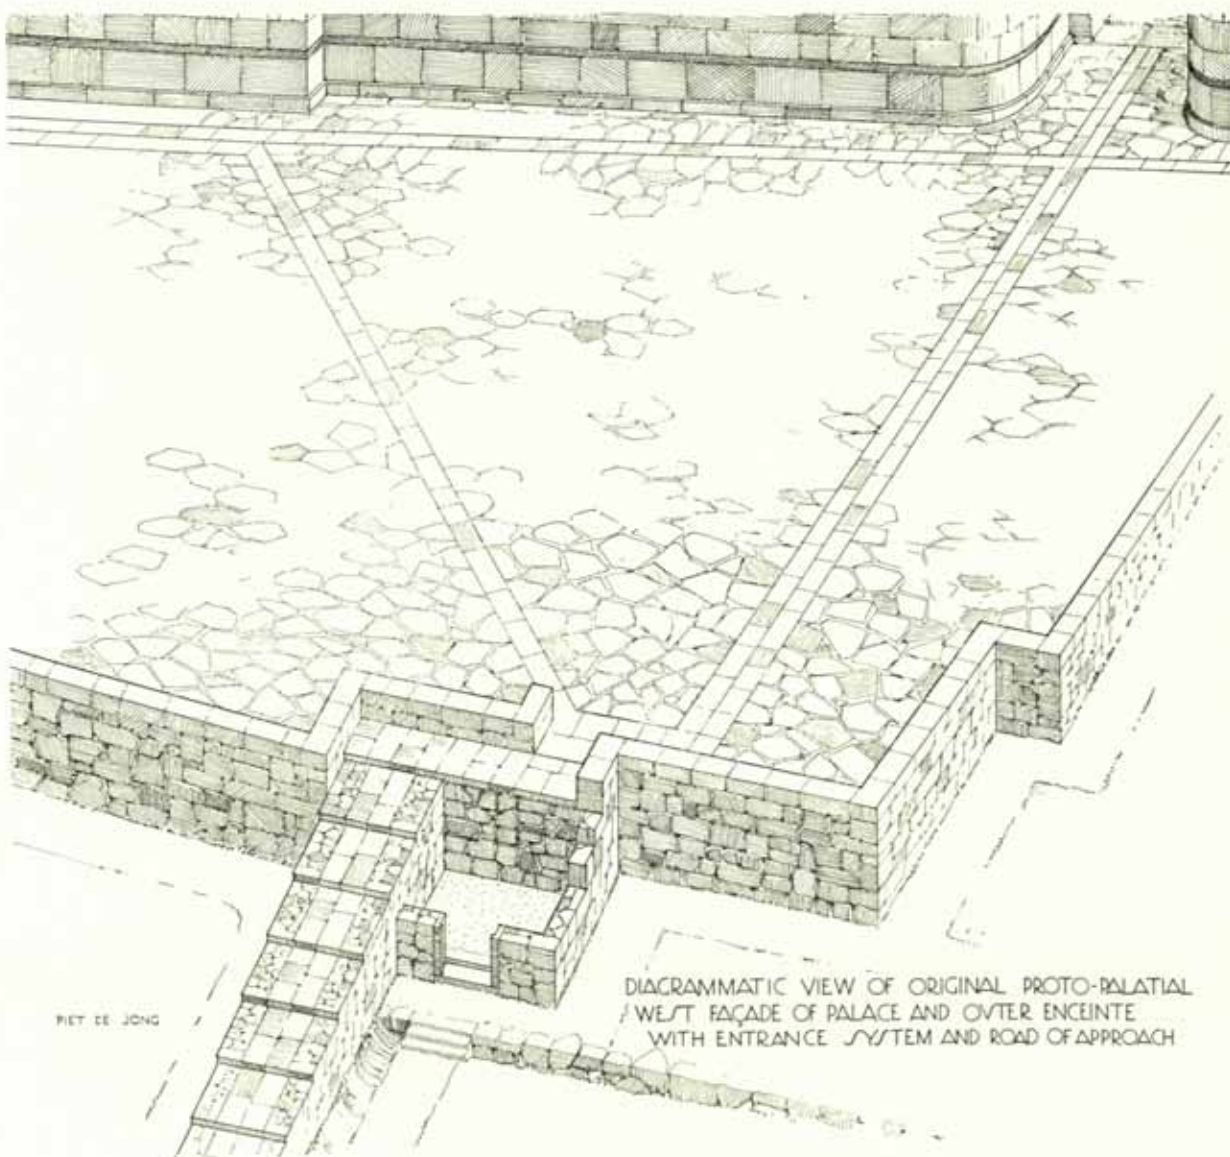 PIET DE JONG
DIAGRAMMATIC VIEW OF ORIGINAL PROTO-PALATIAL
WEST FAÇADE OF PALACE AND OVTER ENCEINTE
WITH ENTRANCE SYSTEM AND ROAD OF APPROACH